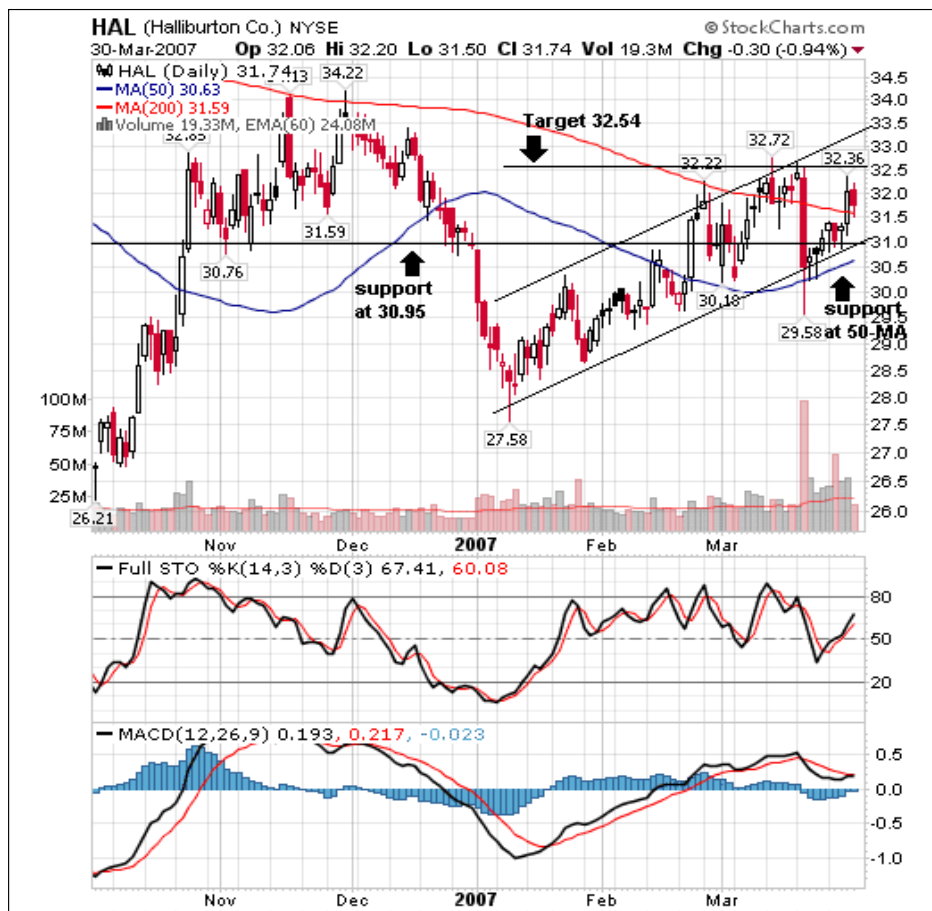 HAL (Halliburton Co.) NYSE
© StockCharts.com
30-Mar-2007 Op 32.06 Hi 32.20 Lo 31.50 Cl 31.74 Vol 19.3M Chg -0.30 (-0.94%)
HAL (Daily) 31.74
MA(50) 30.63
MA(200) 31.59
Volume 19.33M, EMA(60) 24.08M
34.22
Target 32.54
32.22
32.72
32.36
31.59
30.76
support
at 30.95
30.18
29.58
support
at 50-MA
27.58
26.21
34.5
34.0
33.5
33.0
32.5
32.0
31.5
31.0
30.5
30.0
29.5
29.0
28.5
28.0
27.5
27.0
26.5
26.0
100M
75M
50M
25M
Nov Dec 2007 Feb Mar
Full STO %K(14,3) %D(3) 67.41, 60.08
80
50
20
MACD(12,26,9) 0.193, 0.217, -0.023
0.5
0.0
-0.5
-1.0
Nov Dec 2007 Feb Mar